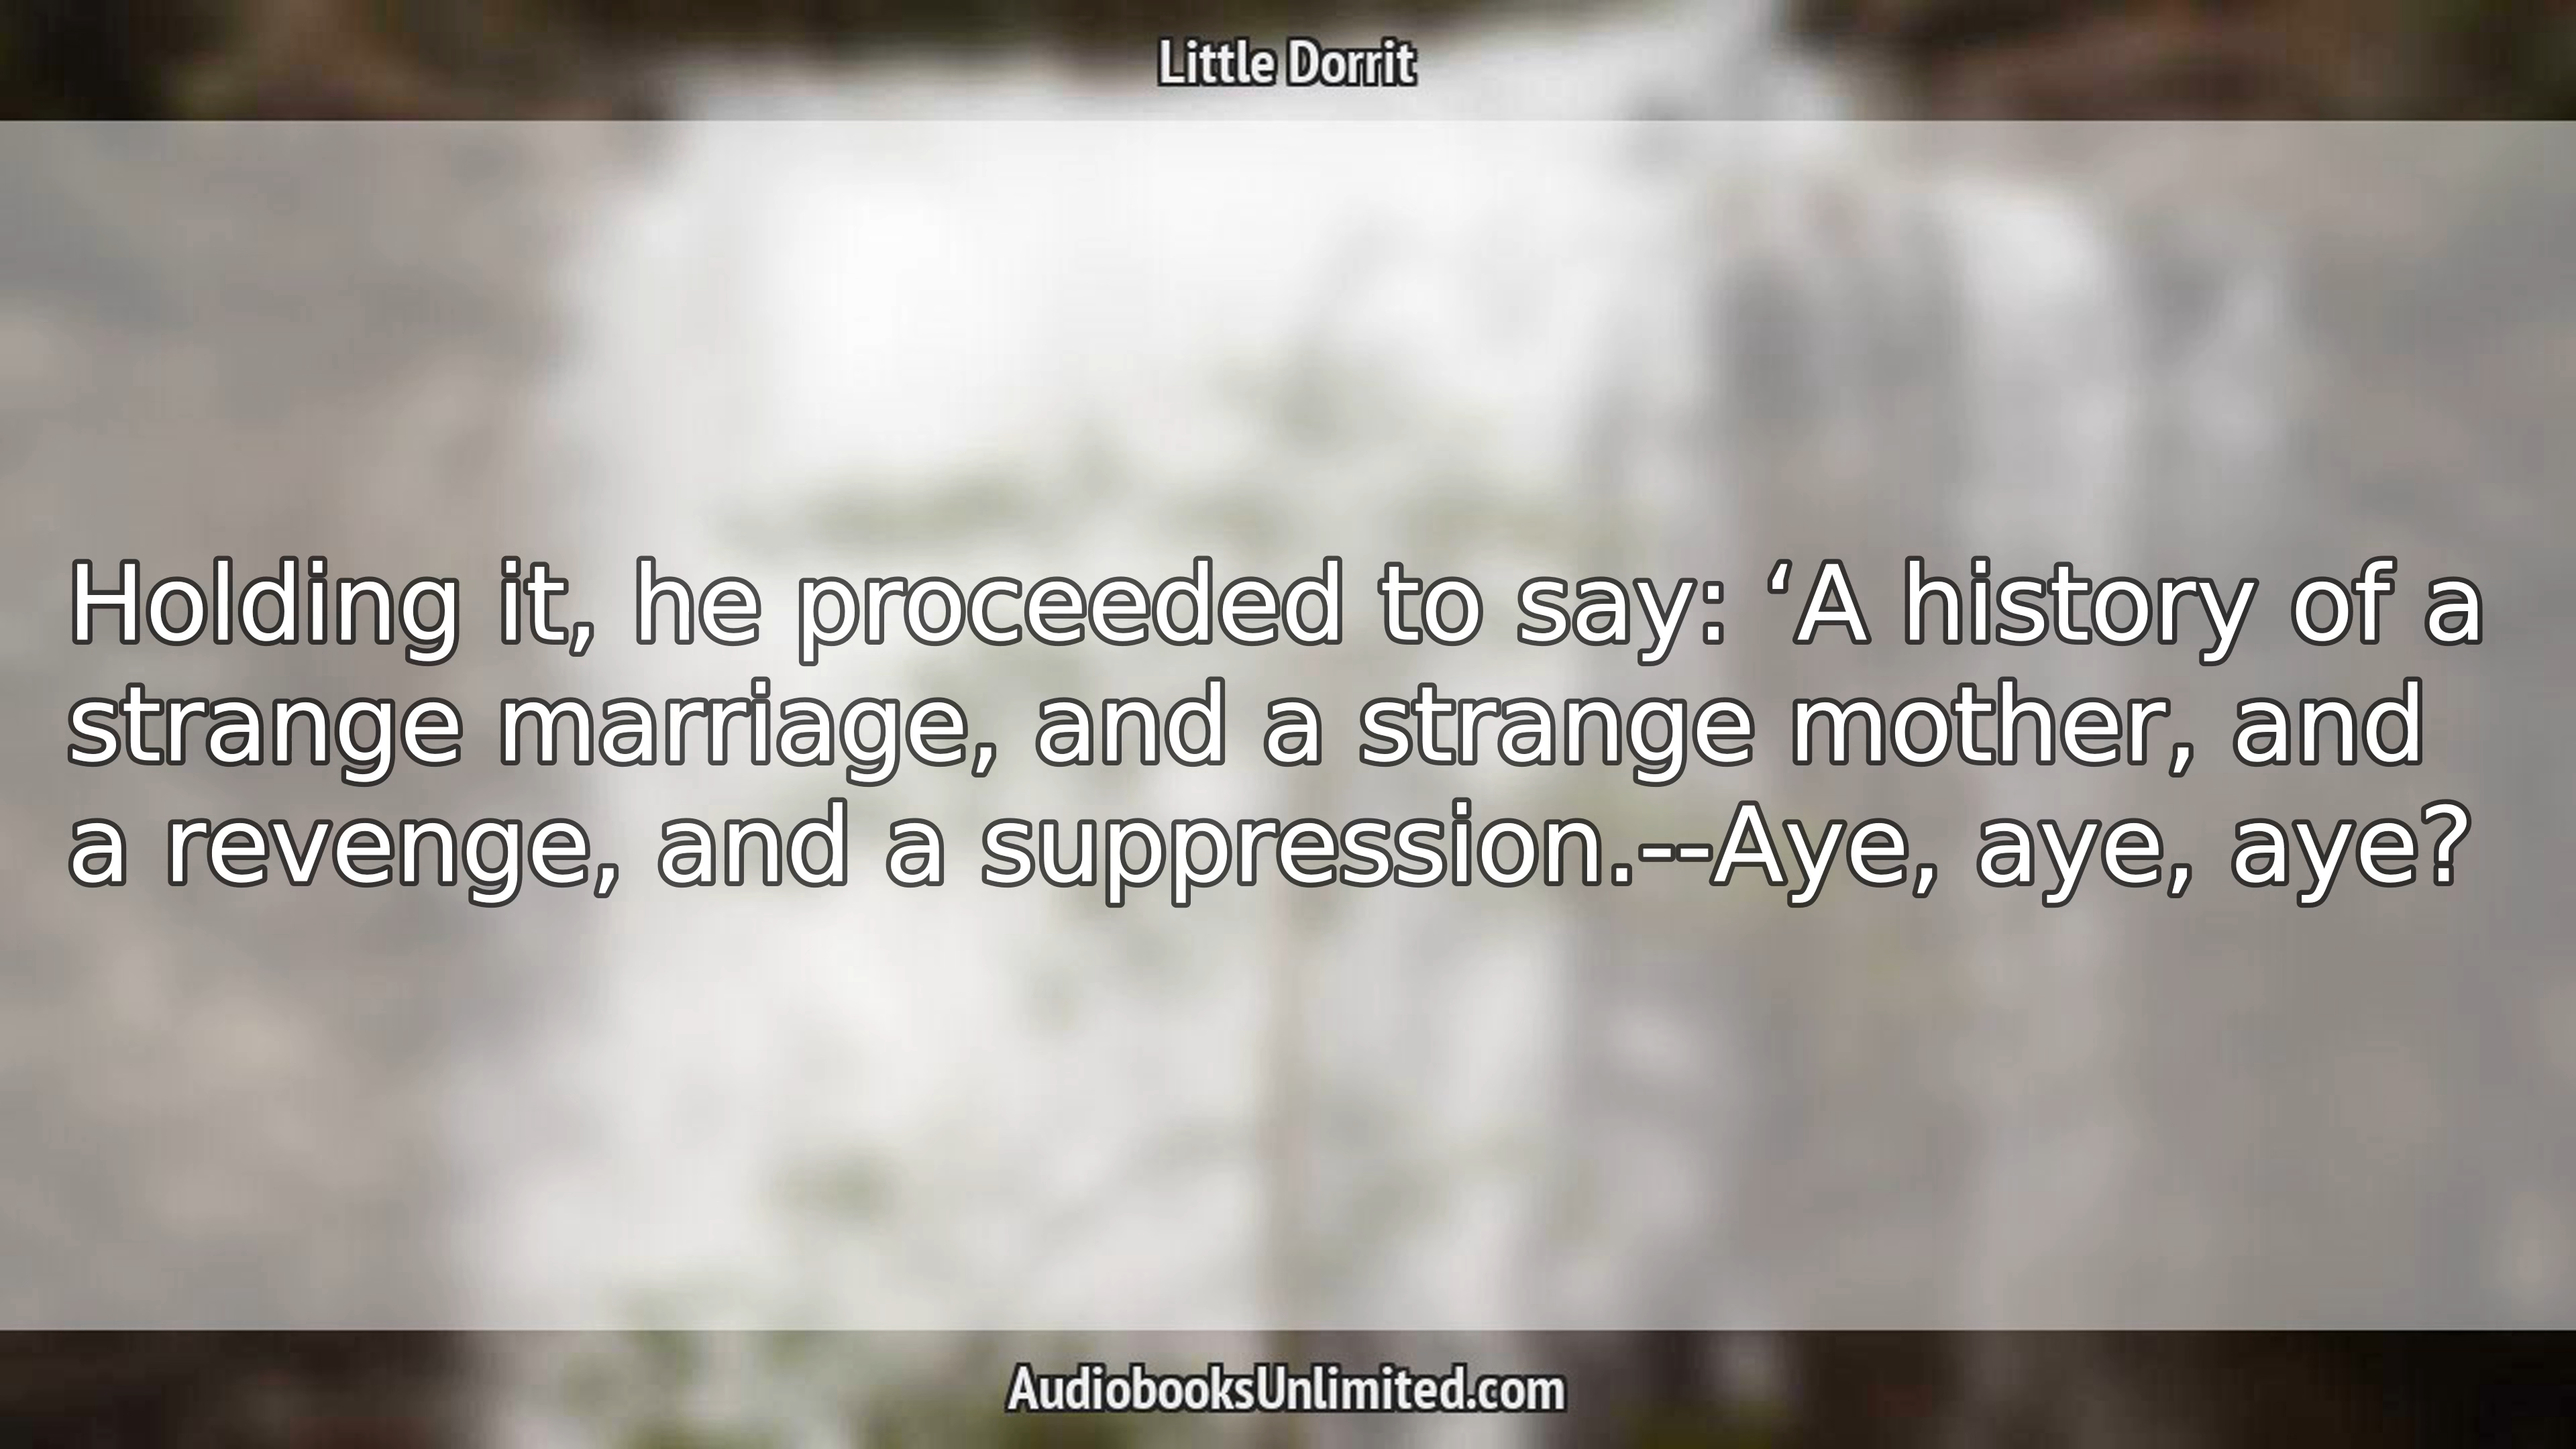 Little Dorrit
Holding it, he proceeded to say: ‘A history of a
strange marriage, and a strange mother, and
a revenge, and a suppression.--Aye, aye, aye?
AudiobooksUnlimited.com